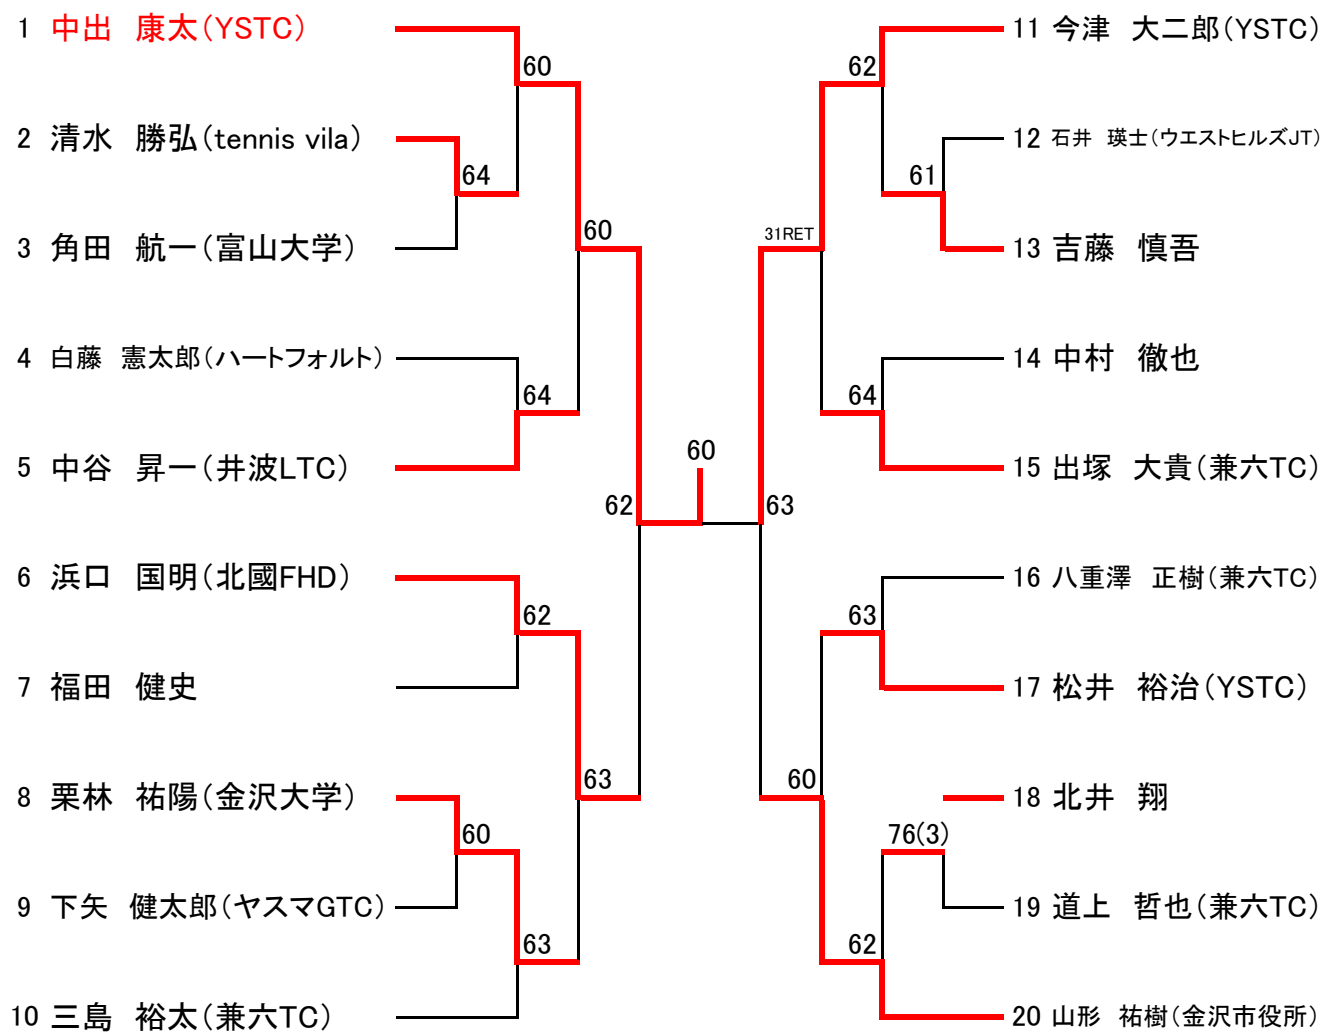 1 中出　康太(YSTC)
60
2 清水　勝弘(tennis vila)
64
3 角田　航一(富山大学)
60
4 白藤　憲太郎(ハートフォルト)
64
5 中谷　昇一(井波LTC)
62
6 浜口　国明(北國FHD)
62
7 福田　健史
63
8 栗林　祐陽(金沢大学)
60
9 下矢　健太郎(ヤスマGTC)
63
10 三島　裕太(兼六TC)
60
11 今津　大二郎(YSTC)
62
12 石井　瑛士(ウエストヒルズJT)
61
13 吉藤　慎吾
31RET
14 中村　徹也
64
15 出塚　大貴(兼六TC)
63
16 八重澤　正樹(兼六TC)
63
17 松井　裕治(YSTC)
60
18 北井　翔
76(3)
19 道上　哲也(兼六TC)
62
20 山形　祐樹(金沢市役所)